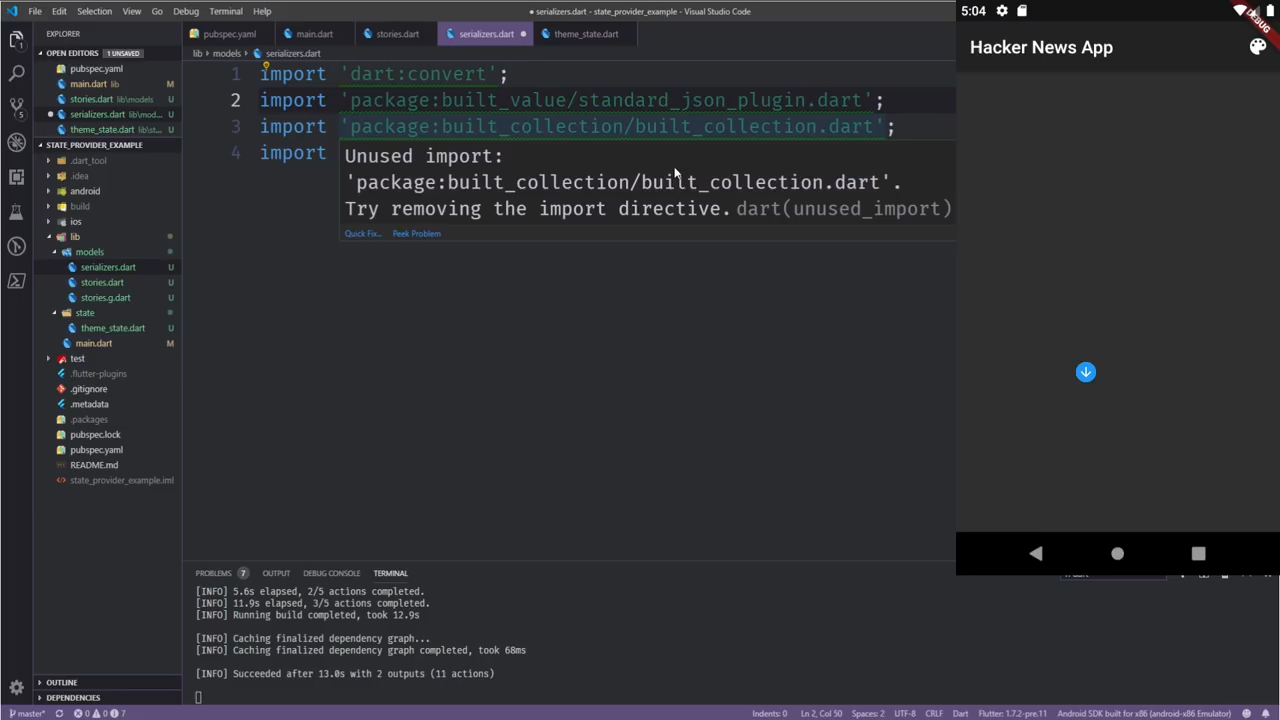 File Edit Selection View Go Debug Terminal Help
● serializers.dart - state_provider_example - Visual Studio Code
5:04
DEBUG
Hacker News App
EXPLORER
OPEN EDITORS 1 UNSAVED
pubspec.yaml
main.dart lib M
stories.dart lib\models U
serializers.dart lib\mod... U
theme_state.dart lib\st... U
STATE_PROVIDER_EXAMPLE
.dart_tool
.idea
android
build
ios
lib
models
serializers.dart U
stories.dart U
stories.g.dart U
state
theme_state.dart U
main.dart M
test
.flutter-plugins
.gitignore
.metadata
.packages
pubspec.lock
pubspec.yaml
README.md
state_provider_example.iml
OUTLINE
DEPENDENCIES
5
pubspec.yaml main.dart stories.dart serializers.dart theme_state.dart
lib models serializers.dart
1 import 'dart:convert';
2 import 'package:built_value/standard_json_plugin.dart';
3 import 'package:built_collection/built_collection.dart';
4 import
Unused import:
'package:built_collection/built_collection.dart'.
Try removing the import directive. dart(unused_import)
Quick Fix... Peek Problem
PROBLEMS 7 OUTPUT DEBUG CONSOLE TERMINAL
[INFO] 5.6s elapsed, 2/5 actions completed.
[INFO] 11.9s elapsed, 3/5 actions completed.
[INFO] Running build completed, took 12.9s
[INFO] Caching finalized dependency graph...
[INFO] Caching finalized dependency graph completed, took 68ms
[INFO] Succeeded after 13.0s with 2 outputs (11 actions)
master* 0 0 7 Indents: 0 Ln 2, Col 50 Spaces: 2 UTF-8 CRLF Dart Flutter: 1.7.2-pre.11 Android SDK built for x86 (android-x86 Emulator)